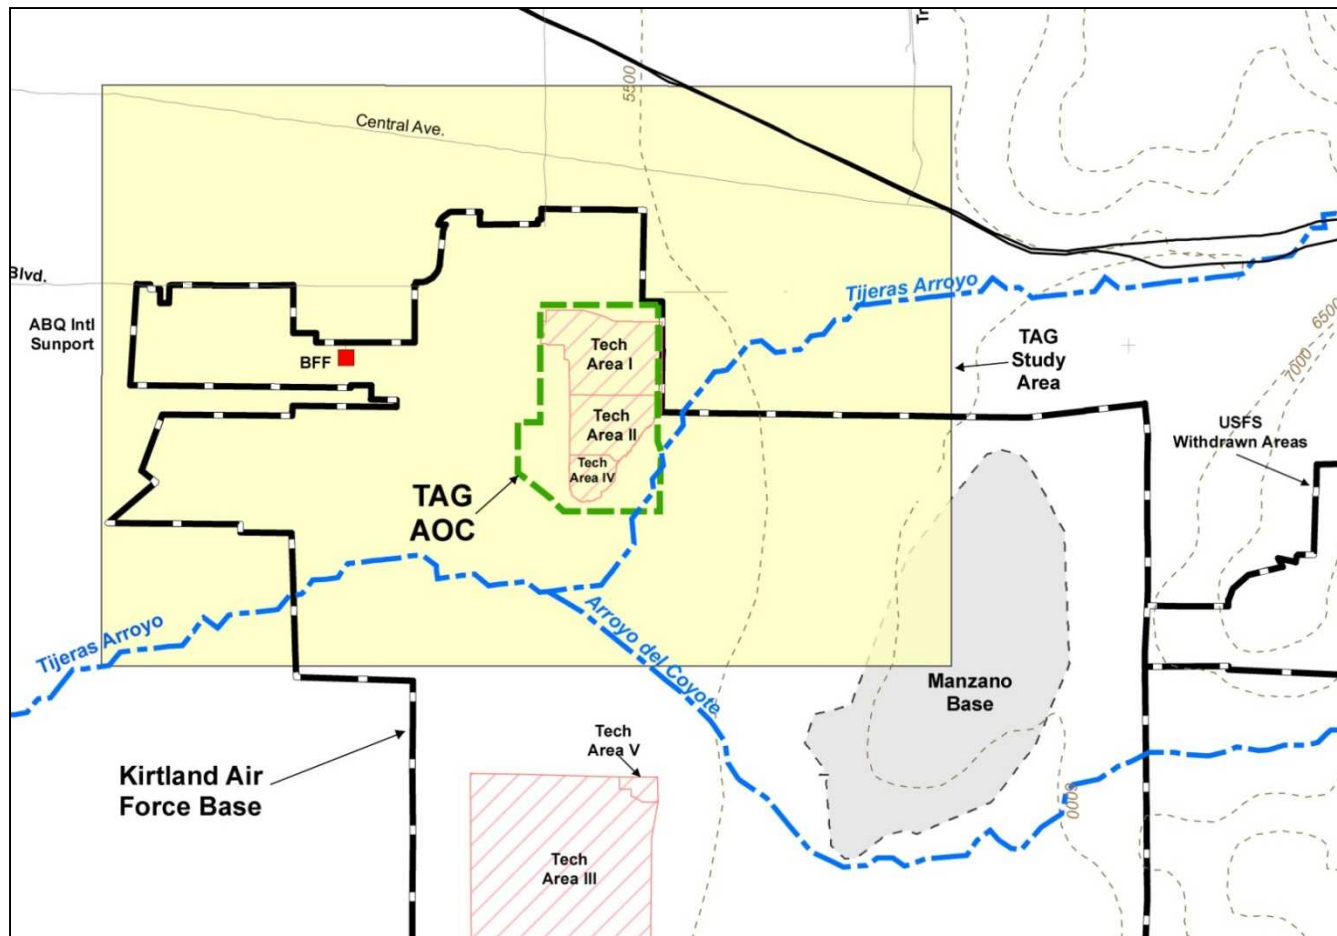 Tr
5500
Central Ave.
Blvd.
Tijeras Arroyo
6500
ABQ Intl
Sunport
BFF
Tech
Area I
TAG
Study
Area
7000
Tech
Area II
USFS
Withdrawn Areas
Tech
Area IV
TAG
AOC
Tijeras Arroyo
Arroyo del Coyote
Manzano
Base
Tech
Area V
Kirtland Air
Force Base
6000
Tech
Area III